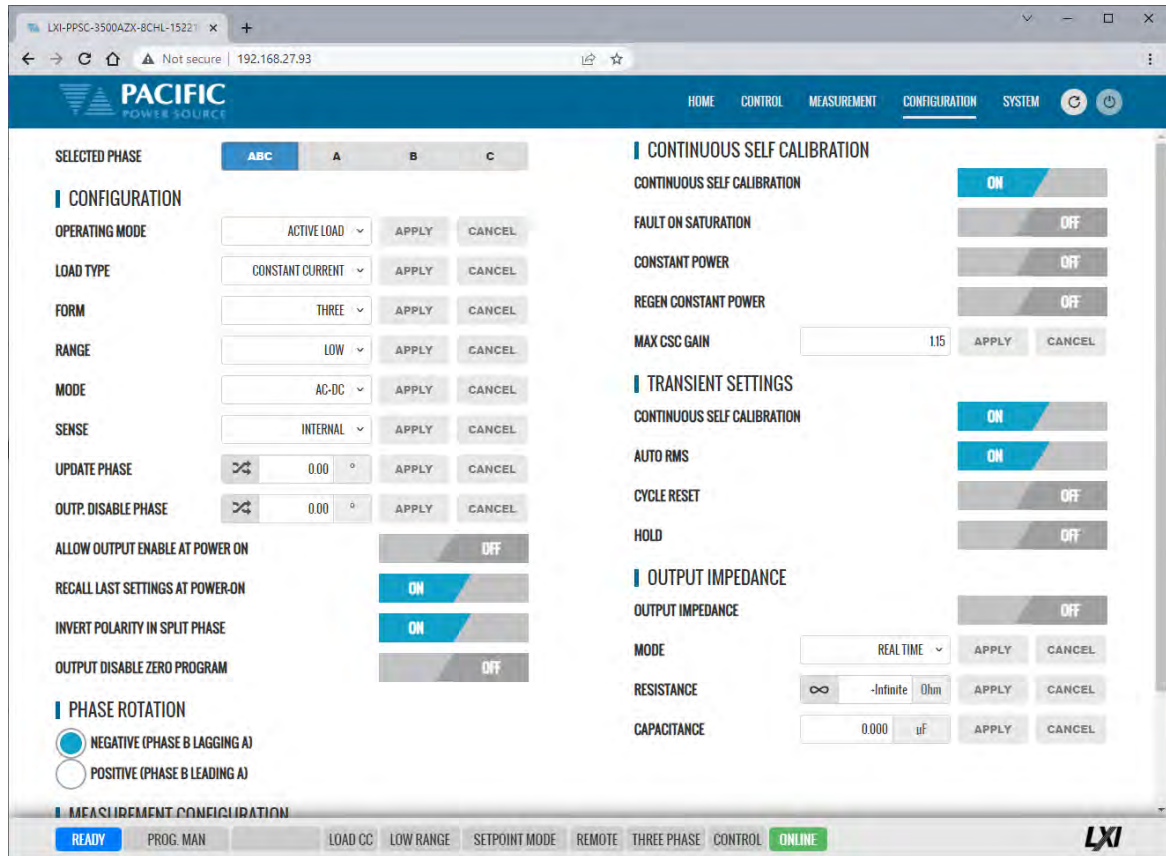 LXI-PPSC-3500AZX-8CHL-15221
Not secure 192.168.27.93
PACIFIC
POWER SOURCE
HOME CONTROL MEASUREMENT CONFIGURATION SYSTEM
SELECTED PHASE ABC A B C
CONFIGURATION
OPERATING MODE ACTIVE LOAD APPLY CANCEL
LOAD TYPE CONSTANT CURRENT APPLY CANCEL
FORM THREE APPLY CANCEL
RANGE LOW APPLY CANCEL
MODE AC-DC APPLY CANCEL
SENSE INTERNAL APPLY CANCEL
UPDATE PHASE 0.00 ° APPLY CANCEL
OUTP. DISABLE PHASE 0.00 ° APPLY CANCEL
ALLOW OUTPUT ENABLE AT POWER ON OFF
RECALL LAST SETTINGS AT POWER-ON ON
INVERT POLARITY IN SPLIT PHASE ON
OUTPUT DISABLE ZERO PROGRAM OFF
PHASE ROTATION
NEGATIVE (PHASE B LAGGING A)
POSITIVE (PHASE B LEADING A)
MEASUREMENT CONFIGURATION
CONTINUOUS SELF CALIBRATION
CONTINUOUS SELF CALIBRATION ON
FAULT ON SATURATION OFF
CONSTANT POWER OFF
REGEN CONSTANT POWER OFF
MAX CSC GAIN 1.15 APPLY CANCEL
TRANSIENT SETTINGS
CONTINUOUS SELF CALIBRATION ON
AUTO RMS ON
CYCLE RESET OFF
HOLD OFF
OUTPUT IMPEDANCE
OUTPUT IMPEDANCE OFF
MODE REAL TIME APPLY CANCEL
RESISTANCE ∞ -Infinite Ohm APPLY CANCEL
CAPACITANCE 0.000 µF APPLY CANCEL
READY PROG. MAN LOAD CC LOW RANGE SETPOINT MODE REMOTE THREE PHASE CONTROL ONLINE LXI